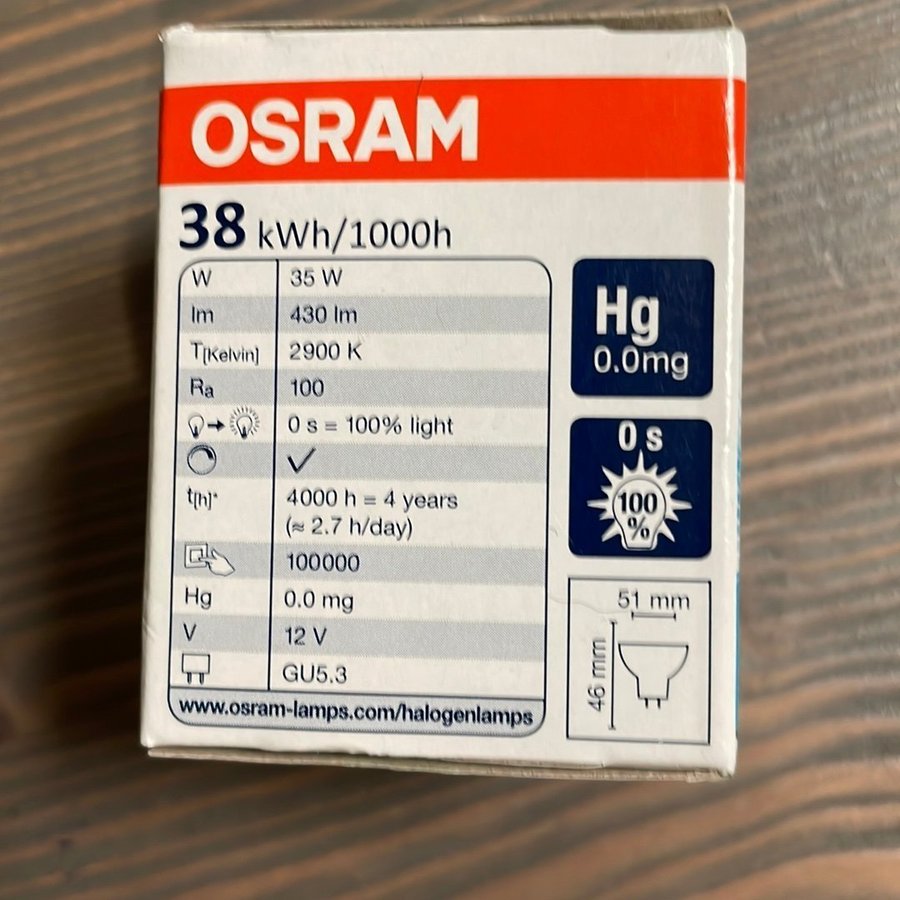 OSRAM
38 kWh/1000h
W 35 W
lm 430 lm
T[Kelvin] 2900 K
Ra 100
0 s = 100% light
✓
t[h]* 4000 h = 4 years
(≈ 2.7 h/day)
100000
Hg 0.0 mg
V 12 V
GU5.3
www.osram-lamps.com/halogenlamps
Hg
0.0mg
0 s
100
%
51 mm
46 mm